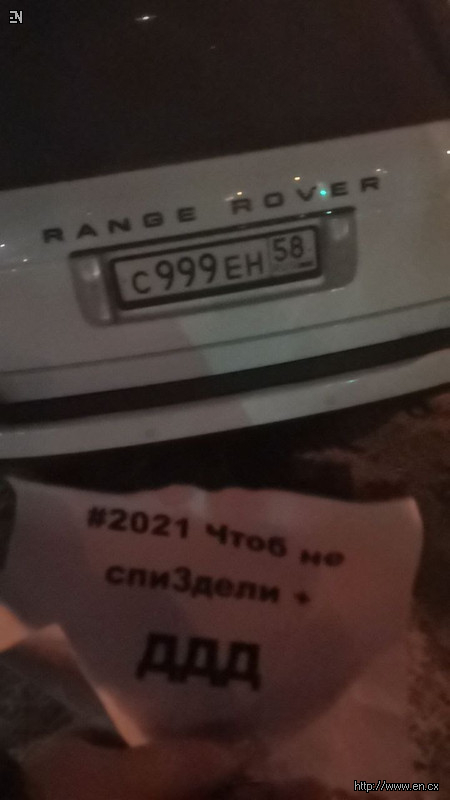 EN
RANGE ROVER
С999ЕН 58
#2021 Чтоб не
спиЗдели +
ДДД
http://www.en.cx